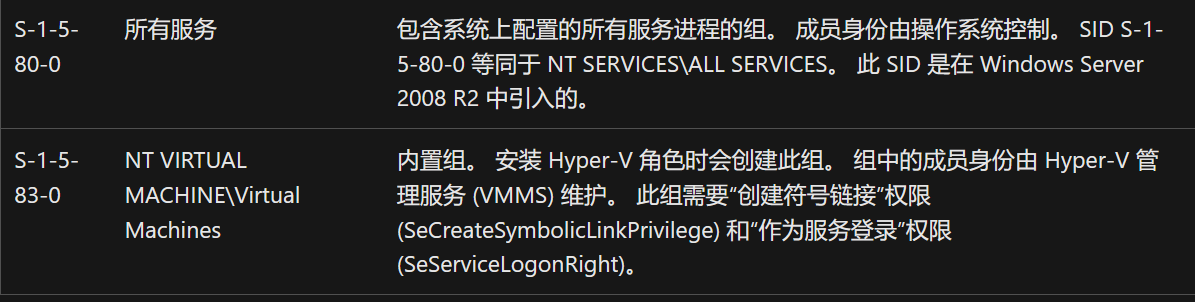 S-1-5-
80-0
所有服务
包含系统上配置的所有服务进程的组。 成员身份由操作系统控制。 SID S-1-
5-80-0 等同于 NT SERVICES\ALL SERVICES。 此 SID 是在 Windows Server
2008 R2 中引入的。
S-1-5-
83-0
NT VIRTUAL
MACHINE\Virtual
Machines
内置组。 安装 Hyper-V 角色时会创建此组。 组中的成员身份由 Hyper-V 管
理服务 (VMMS) 维护。 此组需要“创建符号链接”权限
(SeCreateSymbolicLinkPrivilege) 和“作为服务登录”权限
(SeServiceLogonRight)。